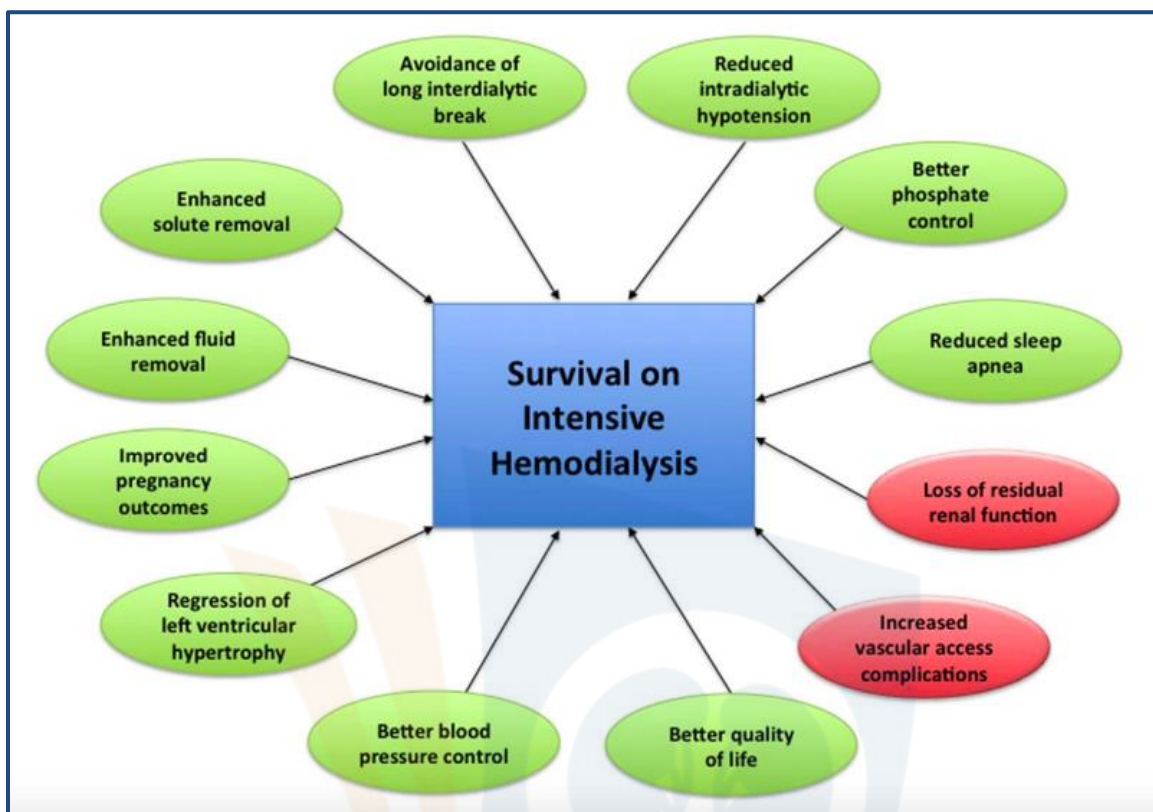 Avoidance of
long interdialytic
break
Reduced
intradialytic
hypotension
Enhanced
solute removal
Better
phosphate
control
Enhanced fluid
removal
Survival on
Intensive
Hemodialysis
Reduced sleep
apnea
Improved
pregnancy
outcomes
Loss of residual
renal function
Regression of
left ventricular
hypertrophy
Increased
vascular access
complications
Better blood
pressure control
Better quality
of life